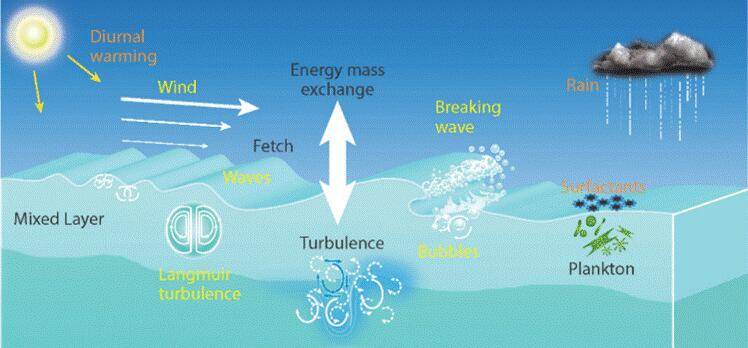 Diurnal
warming
Wind
Energy mass
exchange
Rain
Breaking
wave
Fetch
Waves
Surfactants
Mixed Layer
Turbulence
Bubbles
Langmuir
turbulence
Plankton